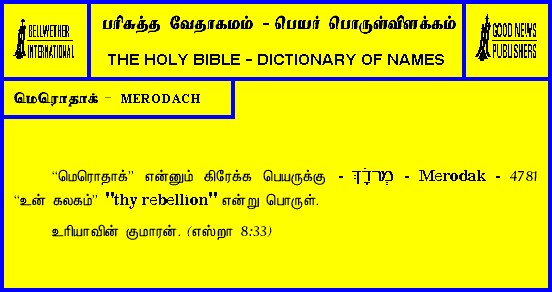 BELLWETHER
INTERNATIONAL
பரிசுத்த வேதாகமம் - பெயர் பொருள்விளக்கம்
THE HOLY BIBLE - DICTIONARY OF NAMES
GOOD NEWS
PUBLISHERS
மெரொதாக் - MERODACH
“மெரொதாக்” என்னும் கிரேக்க பெயருக்கு - מְרֹדָךְ - Merodak - 4781
“உன் கலகம்” "thy rebellion" என்று பொருள்.
உரியாவின் குமாரன். (எஸ்றா 8:33)